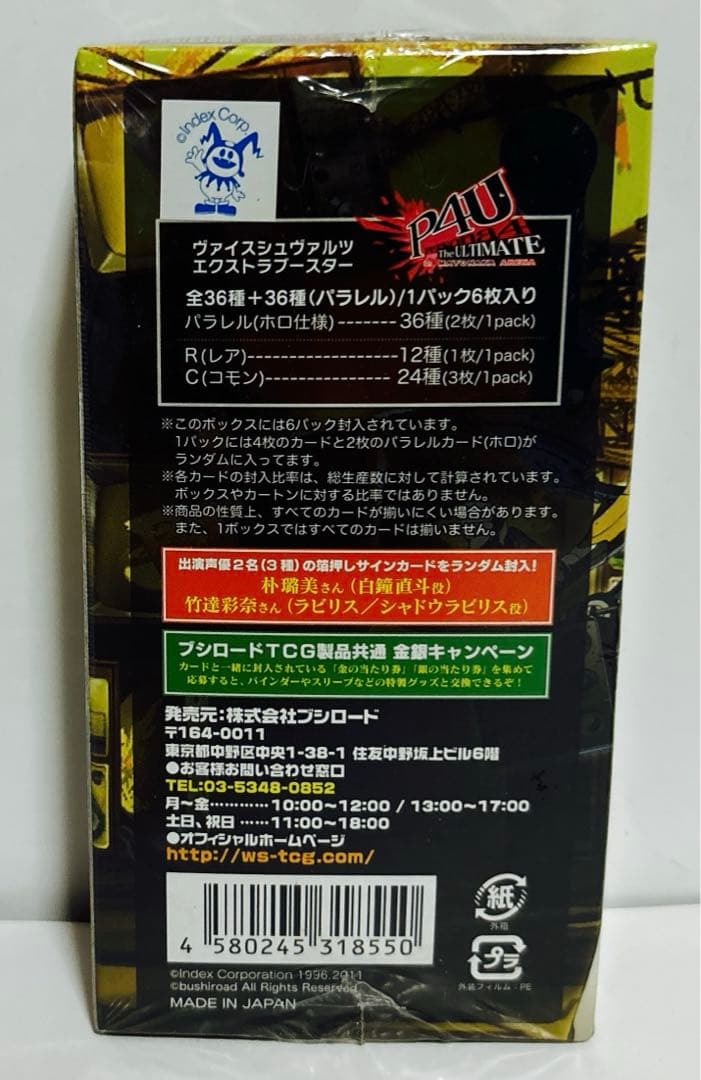 ©Index Corp.
P4U
The ULTIMATE
in MAYONAKA ARENA
ヴァイスシュヴァルツ
エクストラブースター
全36種＋36種(パラレル)/1パック6枚入り
パラレル(ホロ仕様)-------36種(2枚/1pack)
R(レア)------------------12種(1枚/1pack)
C(コモン)---------------24種(3枚/1pack)
※このボックスには6パック封入されています。
1パックには4枚のカードと2枚のパラレルカード(ホロ)が
ランダムに入ってます。
※各カードの封入比率は、総生産数に対して計算されています。
ボックスやカートンに対する比率ではありません。
※商品の性質上、すべてのカードが揃いにくい場合があります。
また、1ボックスではすべてのカードは揃いません。
出演声優2名(3種)の箔押しサインカードをランダム封入!
朴璐美さん(白鐘直斗役)
竹達彩奈さん(ラビリス／シャドウラビリス役)
ブシロードTCG製品共通 金銀キャンペーン
カードと一緒に封入されている「金の当たり券」「銀の当たり券」を集めて
応募すると、バインダーやスリーブなどの特製グッズと交換できるぞ!
発売元:株式会社ブシロード
〒164-0011
東京都中野区中央1-38-1 住友中野坂上ビル6階
●お客様お問い合わせ窓口
TEL:03-5348-0852
月～金…………10:00～12:00 / 13:00～17:00
土日、祝日……11:00～18:00
●オフィシャルホームページ
http://ws-tcg.com/
4 580245 318550
紙
外箱
プラ
外装フィルム:PE
©Index Corporation 1996,2011
©bushiroad All Rights Reserved
MADE IN JAPAN